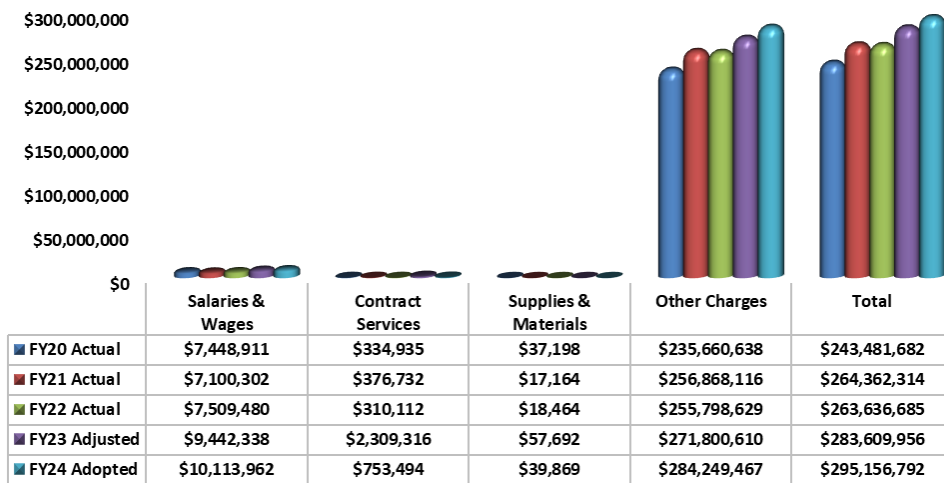 $300,000,000
$250,000,000
$200,000,000
$150,000,000
$100,000,000
$50,000,000
$0
Salaries & Wages Contract Services Supplies & Materials Other Charges Total
FY20 Actual $7,448,911 $334,935 $37,198 $235,660,638 $243,481,682
FY21 Actual $7,100,302 $376,732 $17,164 $256,868,116 $264,362,314
FY22 Actual $7,509,480 $310,112 $18,464 $255,798,629 $263,636,685
FY23 Adjusted $9,442,338 $2,309,316 $57,692 $271,800,610 $283,609,956
FY24 Adopted $10,113,962 $753,494 $39,869 $284,249,467 $295,156,792